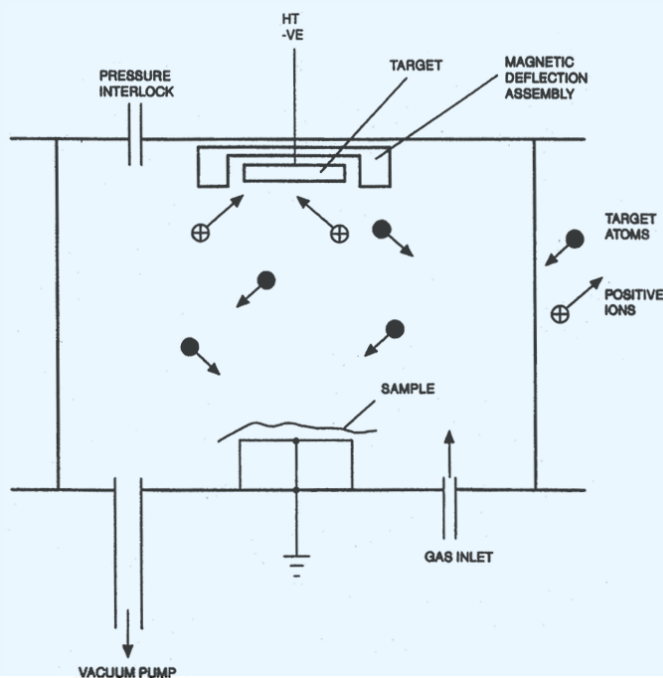 HT
-VE
PRESSURE
INTERLOCK
TARGET
MAGNETIC
DEFLECTION
ASSEMBLY
TARGET
ATOMS
POSITIVE
IONS
SAMPLE
GAS INLET
VACUUM PUMP